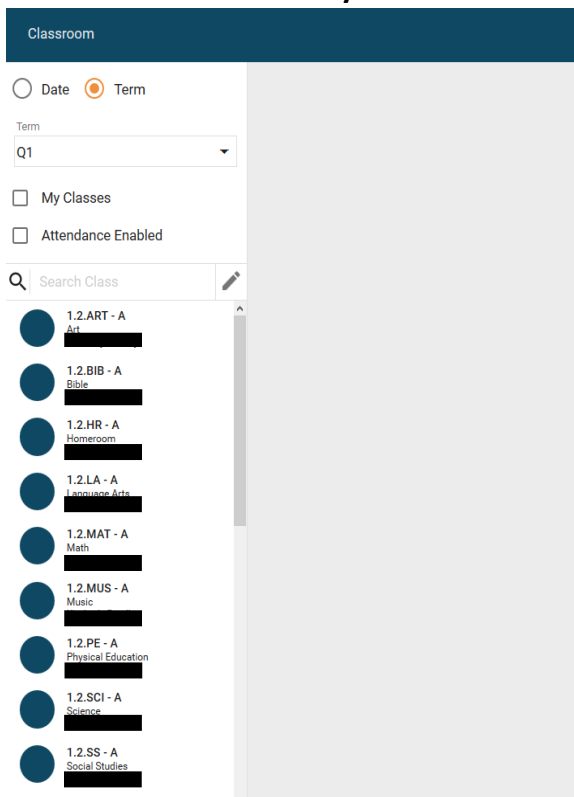 Classroom
Date Term
Term
Q1
My Classes
Attendance Enabled
Search Class
1.2.ART - A
Art
1.2.BIB - A
Bible
1.2.HR - A
Homeroom
1.2.LA - A
Language Arts
1.2.MAT - A
Math
1.2.MUS - A
Music
1.2.PE - A
Physical Education
1.2.SCI - A
Science
1.2.SS - A
Social Studies